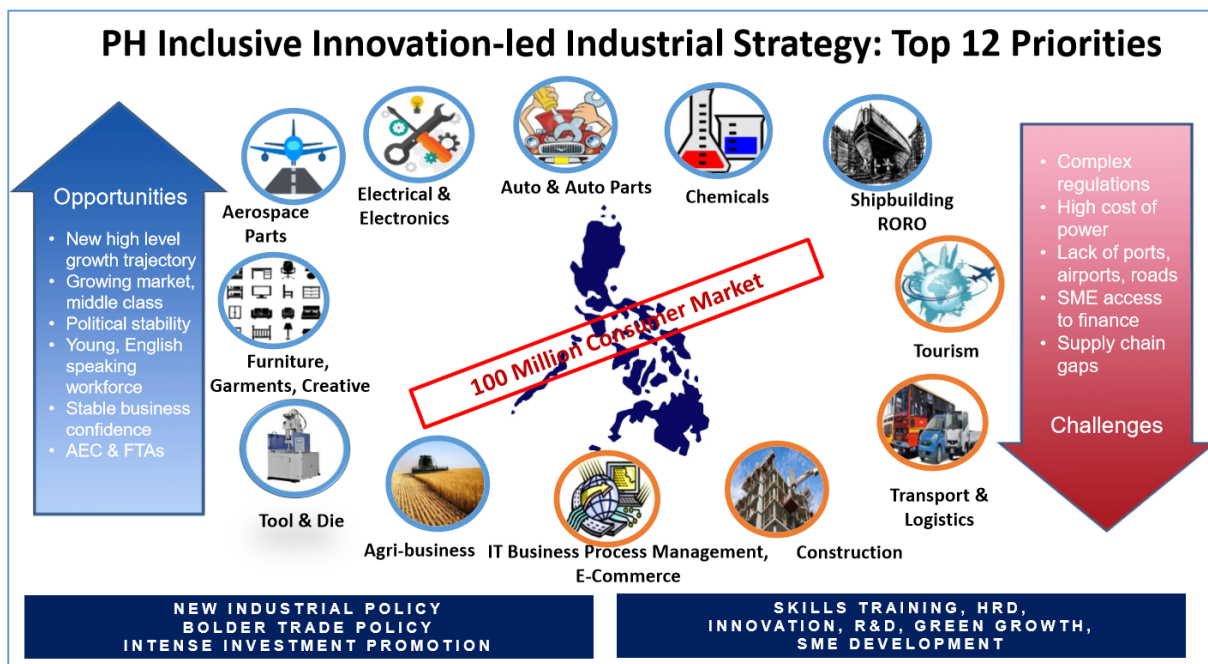 PH Inclusive Innovation-led Industrial Strategy: Top 12 Priorities
Opportunities
• New high level
growth trajectory
• Growing market,
middle class
• Political stability
• Young, English
speaking
workforce
• Stable business
confidence
• AEC & FTAs
Aerospace
Parts
Electrical &
Electronics
Auto & Auto Parts
Chemicals
Shipbuilding
RORO
Furniture,
Garments, Creative
100 Million Consumer Market
Tourism
Tool & Die
Agri-business
IT Business Process Management,
E-Commerce
Construction
Transport &
Logistics
• Complex
regulations
• High cost of
power
• Lack of ports,
airports, roads
• SME access
to finance
• Supply chain
gaps
Challenges
NEW INDUSTRIAL POLICY
BOLDER TRADE POLICY
INTENSE INVESTMENT PROMOTION
SKILLS TRAINING, HRD,
INNOVATION, R&D, GREEN GROWTH,
SME DEVELOPMENT